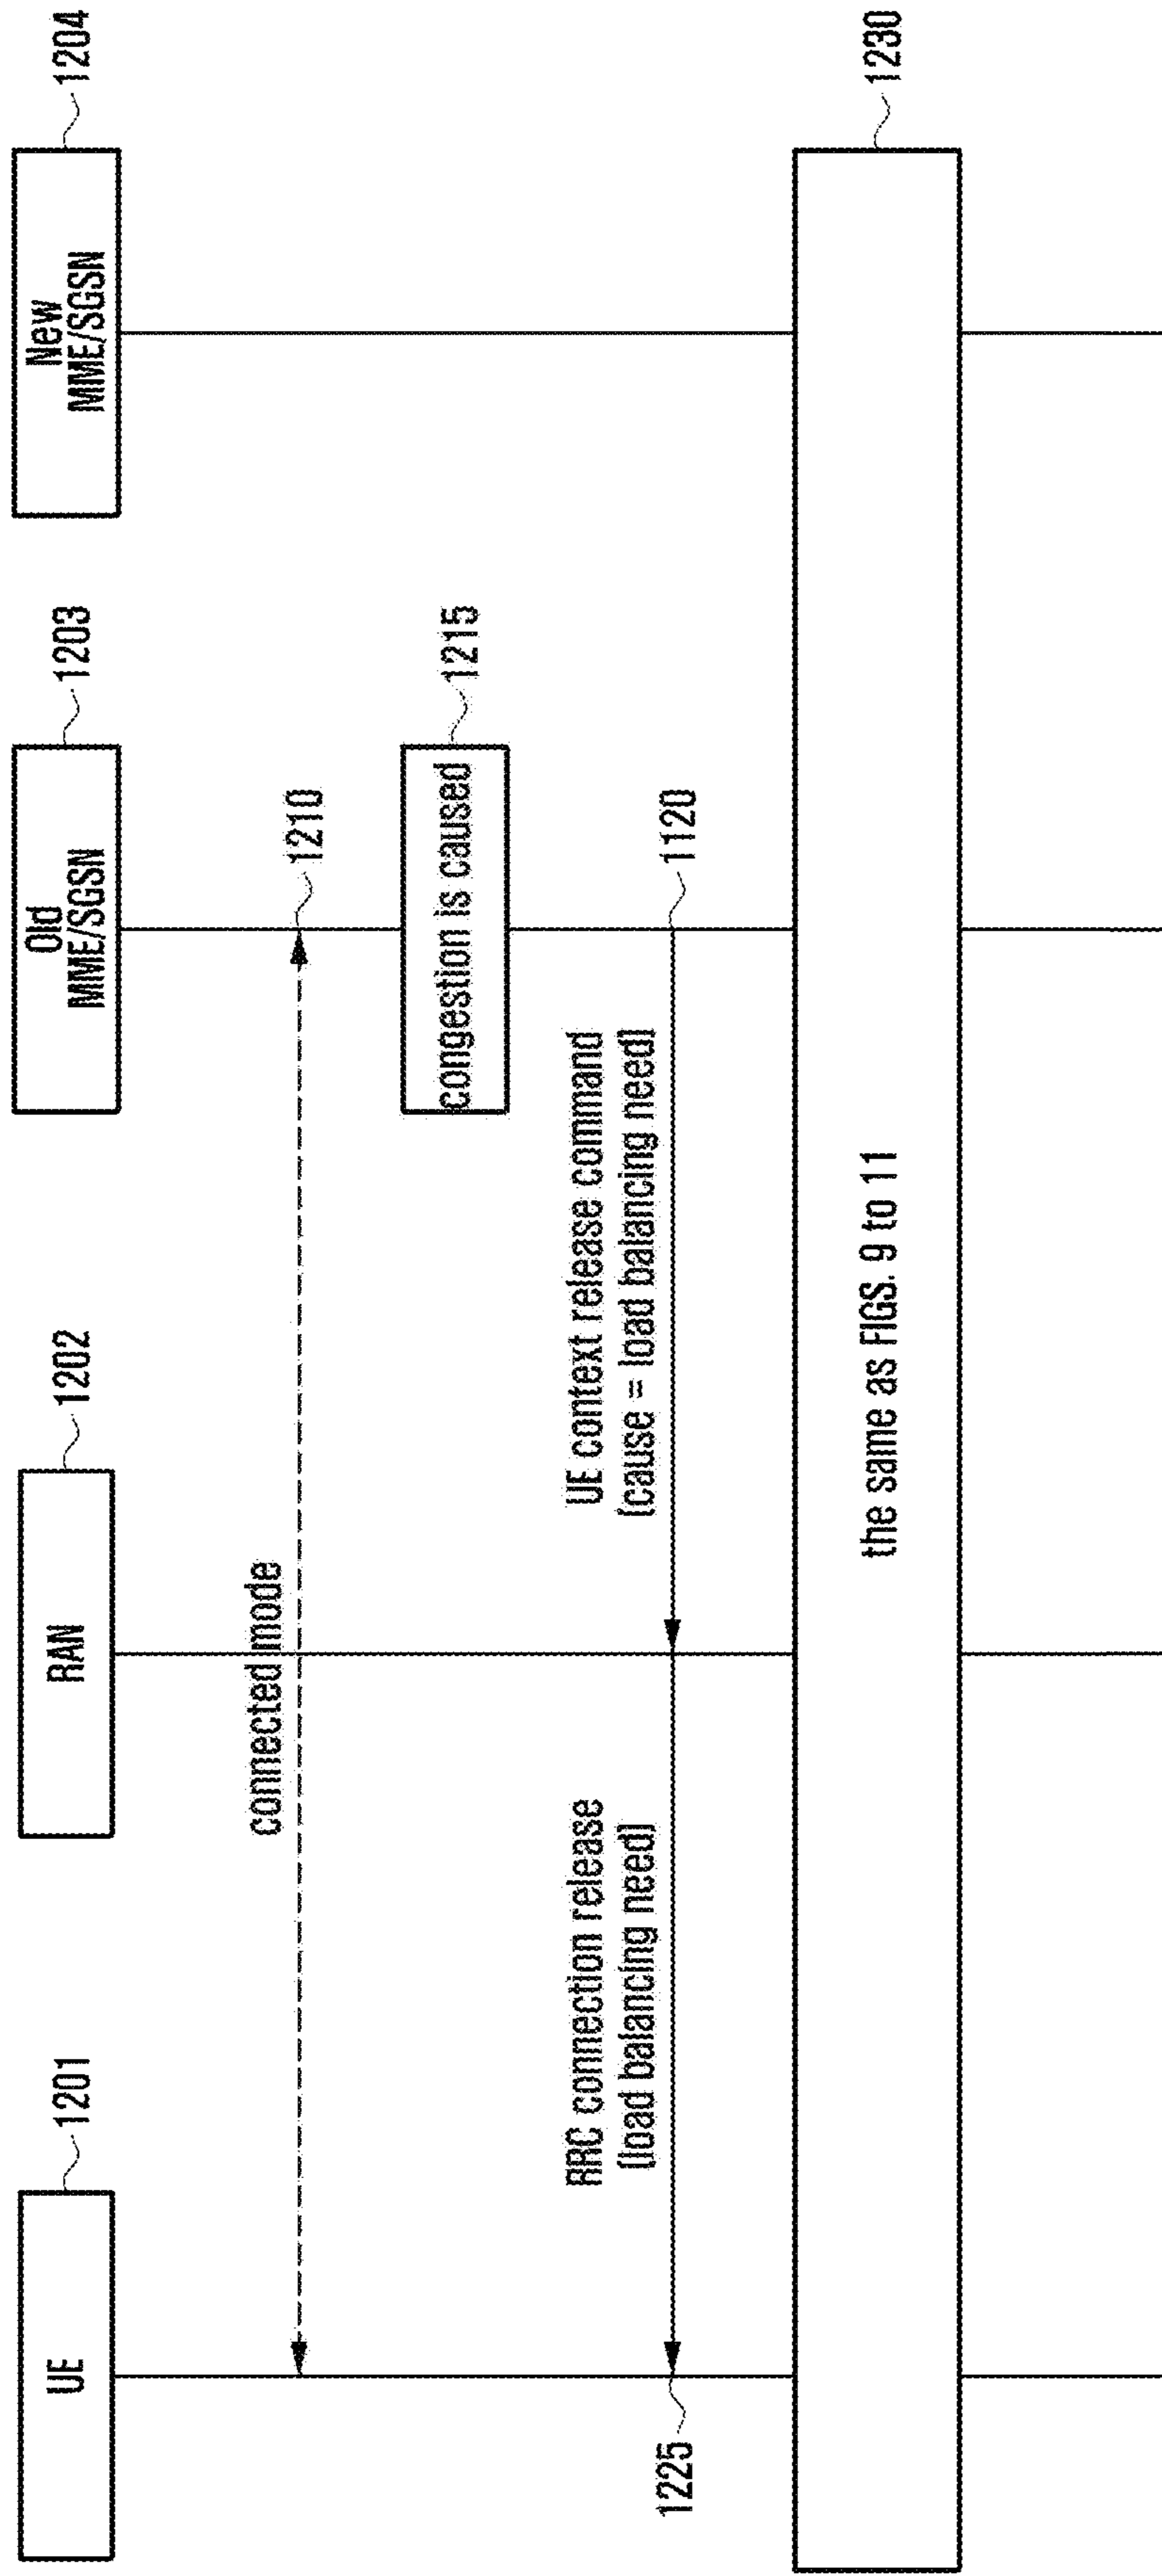 UE
1201
RAN
1202
Old
MME/SGSN
1203
New
MME/SGSN
1204
connected mode
1210
congestion is caused
1215
RRC connection release
(load balancing need)
1225
UE context release command
(cause = load balancing need)
1120
the same as FIGS. 9 to 11
1230